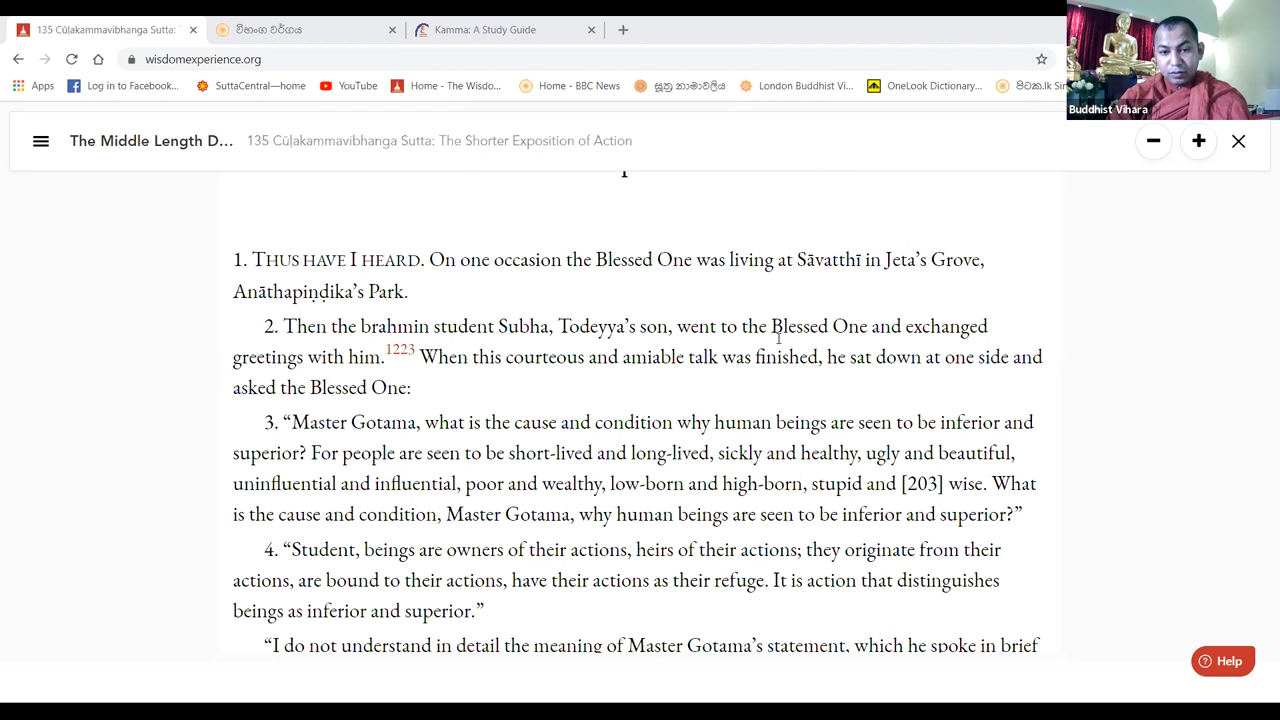 135 Cūḷakammavibhanga Sutta:
විභංග වර්ගය
Kamma: A Study Guide
wisdomexperience.org
Apps
Log in to Facebook...
SuttaCentral—home
YouTube
Home - The Wisdo...
Home - BBC News
සූත්‍ර නාමාවලිය
London Buddhist Vi...
OneLook Dictionary...
පිටක.lk
Buddhist Vihara
The Middle Length D... 135 Cūḷakammavibhanga Sutta: The Shorter Exposition of Action
1. THUS HAVE I HEARD. On one occasion the Blessed One was living at Sāvatthī in Jeta’s Grove,
Anāthapiṇḍika’s Park.
2. Then the brahmin student Subha, Todeyya’s son, went to the Blessed One and exchanged
greetings with him.1223 When this courteous and amiable talk was finished, he sat down at one side and
asked the Blessed One:
3. “Master Gotama, what is the cause and condition why human beings are seen to be inferior and
superior? For people are seen to be short-lived and long-lived, sickly and healthy, ugly and beautiful,
uninfluential and influential, poor and wealthy, low-born and high-born, stupid and [203] wise. What
is the cause and condition, Master Gotama, why human beings are seen to be inferior and superior?”
4. “Student, beings are owners of their actions, heirs of their actions; they originate from their
actions, are bound to their actions, have their actions as their refuge. It is action that distinguishes
beings as inferior and superior.”
“I do not understand in detail the meaning of Master Gotama’s statement, which he spoke in brief
Help